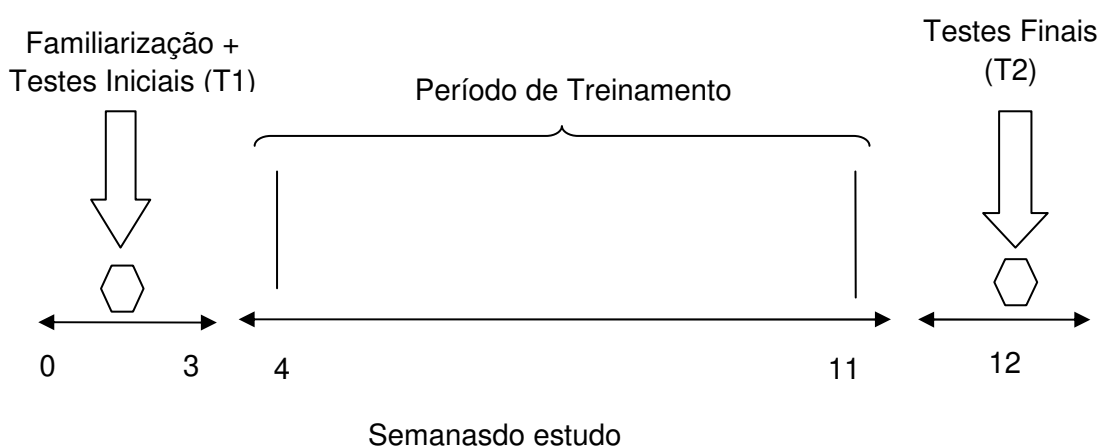 Familiarização +
Testes Iniciais (T1)
Período de Treinamento
Testes Finais
(T2)
0
3
4
11
12
Semanasdo estudo